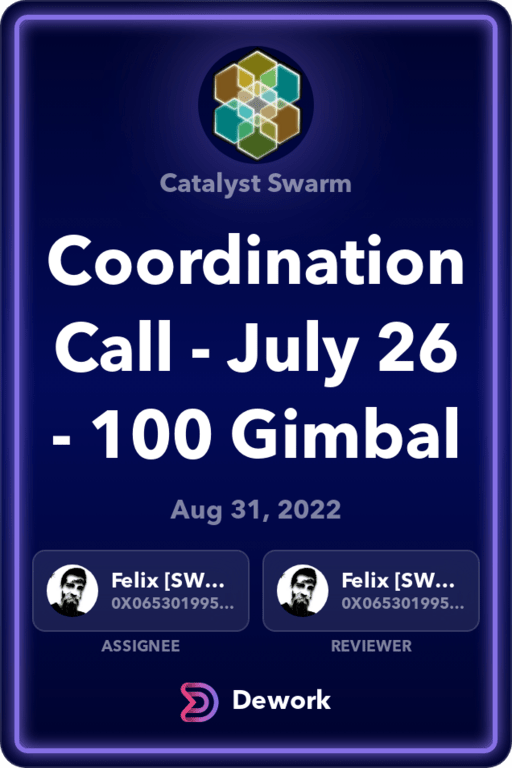 Catalyst Swarm
Coordination
Call - July 26
- 100 Gimbal
Aug 31, 2022
Felix [SW...
0X065301995...
Felix [SW...
0X065301995...
ASSIGNEE
REVIEWER
Dework